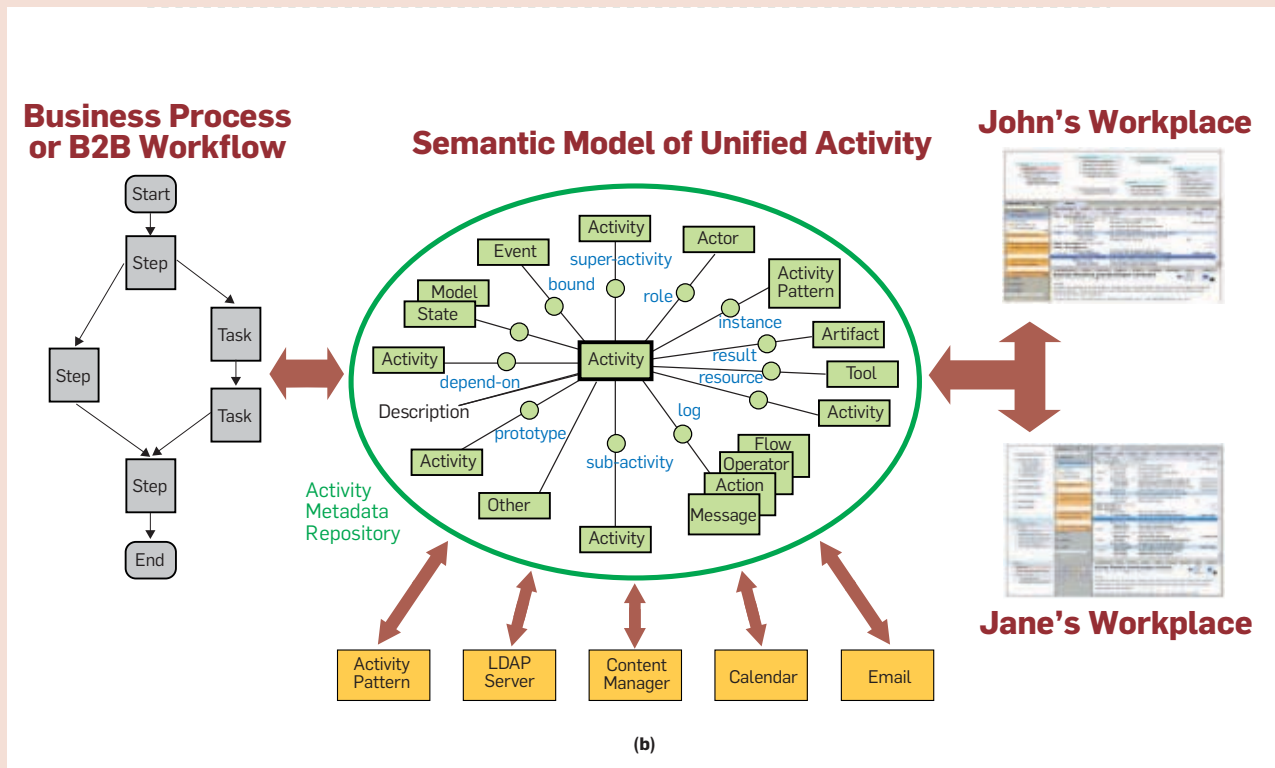 Business Process
or B2B Workflow
Start
Step
Task
Step
Task
Step
End
Semantic Model of Unified Activity
Activity
super-activity
Event
bound
Actor
role
Model
State
Activity
Pattern
instance
Activity
depend-on
Activity
Artifact
result
Tool
resource
Activity
Description
prototype
Activity
Other
sub-activity
Activity
log
Flow
Operator
Action
Message
Activity
Metadata
Repository
Activity
Pattern
LDAP
Server
Content
Manager
Calendar
Email
John's Workplace
Jane's Workplace
(b)